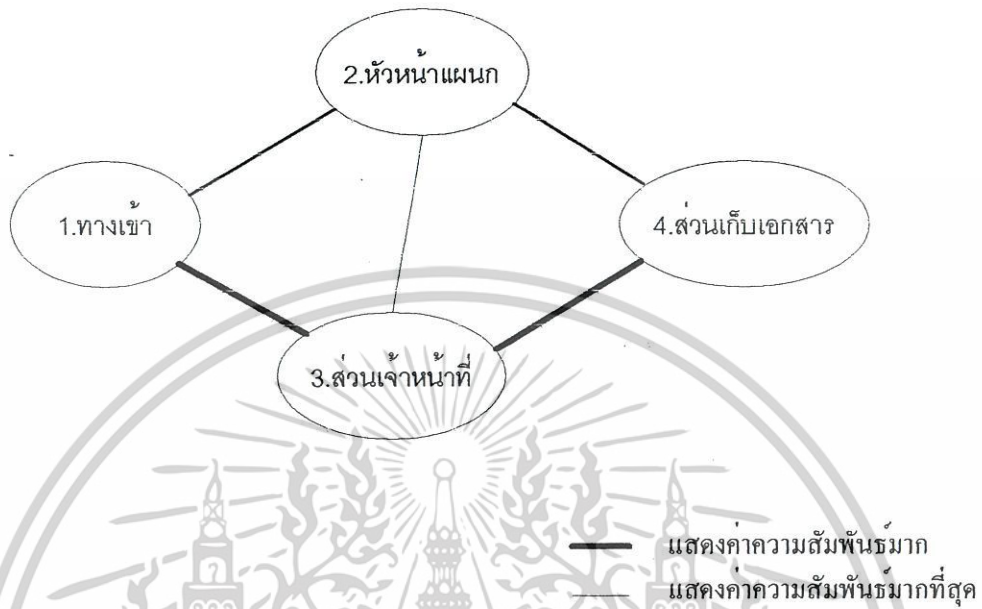 2.หัวหน้าแผนก
1.ทางเข้า
4.ส่วนเก็บเอกสาร
3.ส่วนเจ้าหน้าที่
แสดงค่าความสัมพันธ์มาก
แสดงค่าความสัมพันธ์มากที่สุด